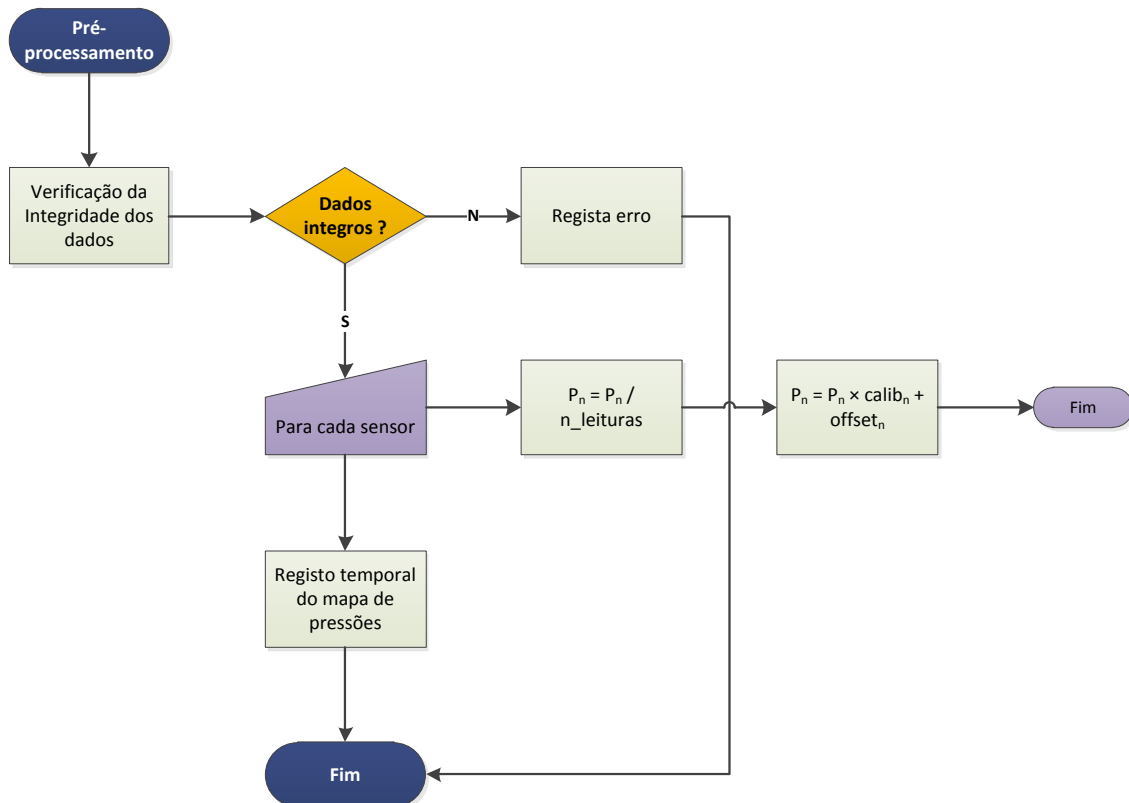 Pré-
processamento
Verificação da
Integridade dos
dados
Dados
integros ?
N
Regista erro
S
Para cada sensor
Pₙ = Pₙ /
n_leituras
Pₙ = Pₙ × calibₙ +
offsetₙ
Fim
Registo temporal
do mapa de
pressões
Fim